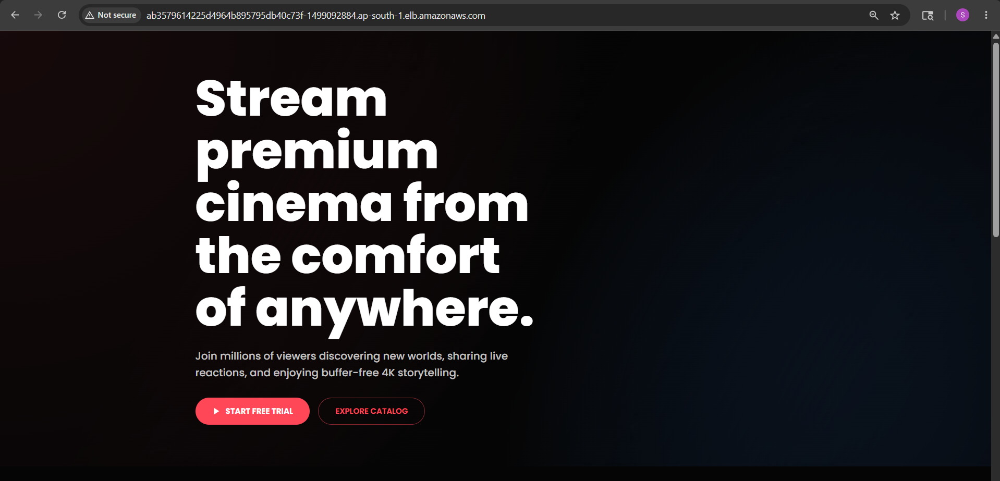 Not secure
ab3579614225d4964b895795db40c73f-1499092884.ap-south-1.elb.amazonaws.com
S
Stream
premium
cinema from
the comfort
of anywhere.
Join millions of viewers discovering new worlds, sharing live
reactions, and enjoying buffer-free 4K storytelling.
START FREE TRIAL
EXPLORE CATALOG